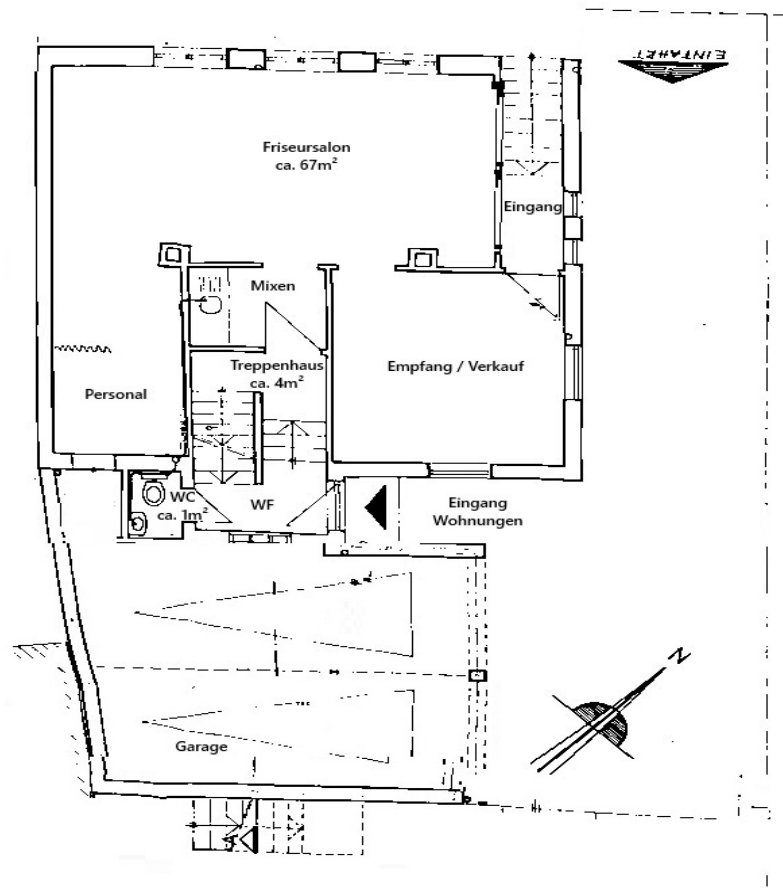 EINFAHRT
Friseursalon
ca. 67m²
Eingang
Mixen
Treppenhaus
ca. 4m²
Empfang / Verkauf
Personal
WC
ca. 1m²
WF
Eingang
Wohnungen
N
Garage